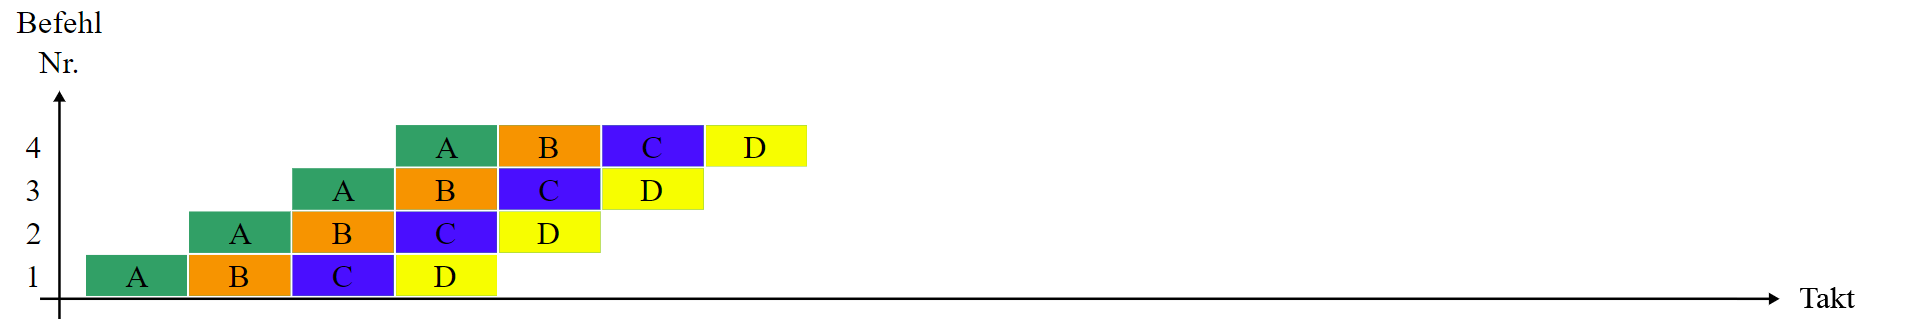 Befehl
Nr.
4 A B C D
3 A B C D
2 A B C D
1 A B C D
Takt